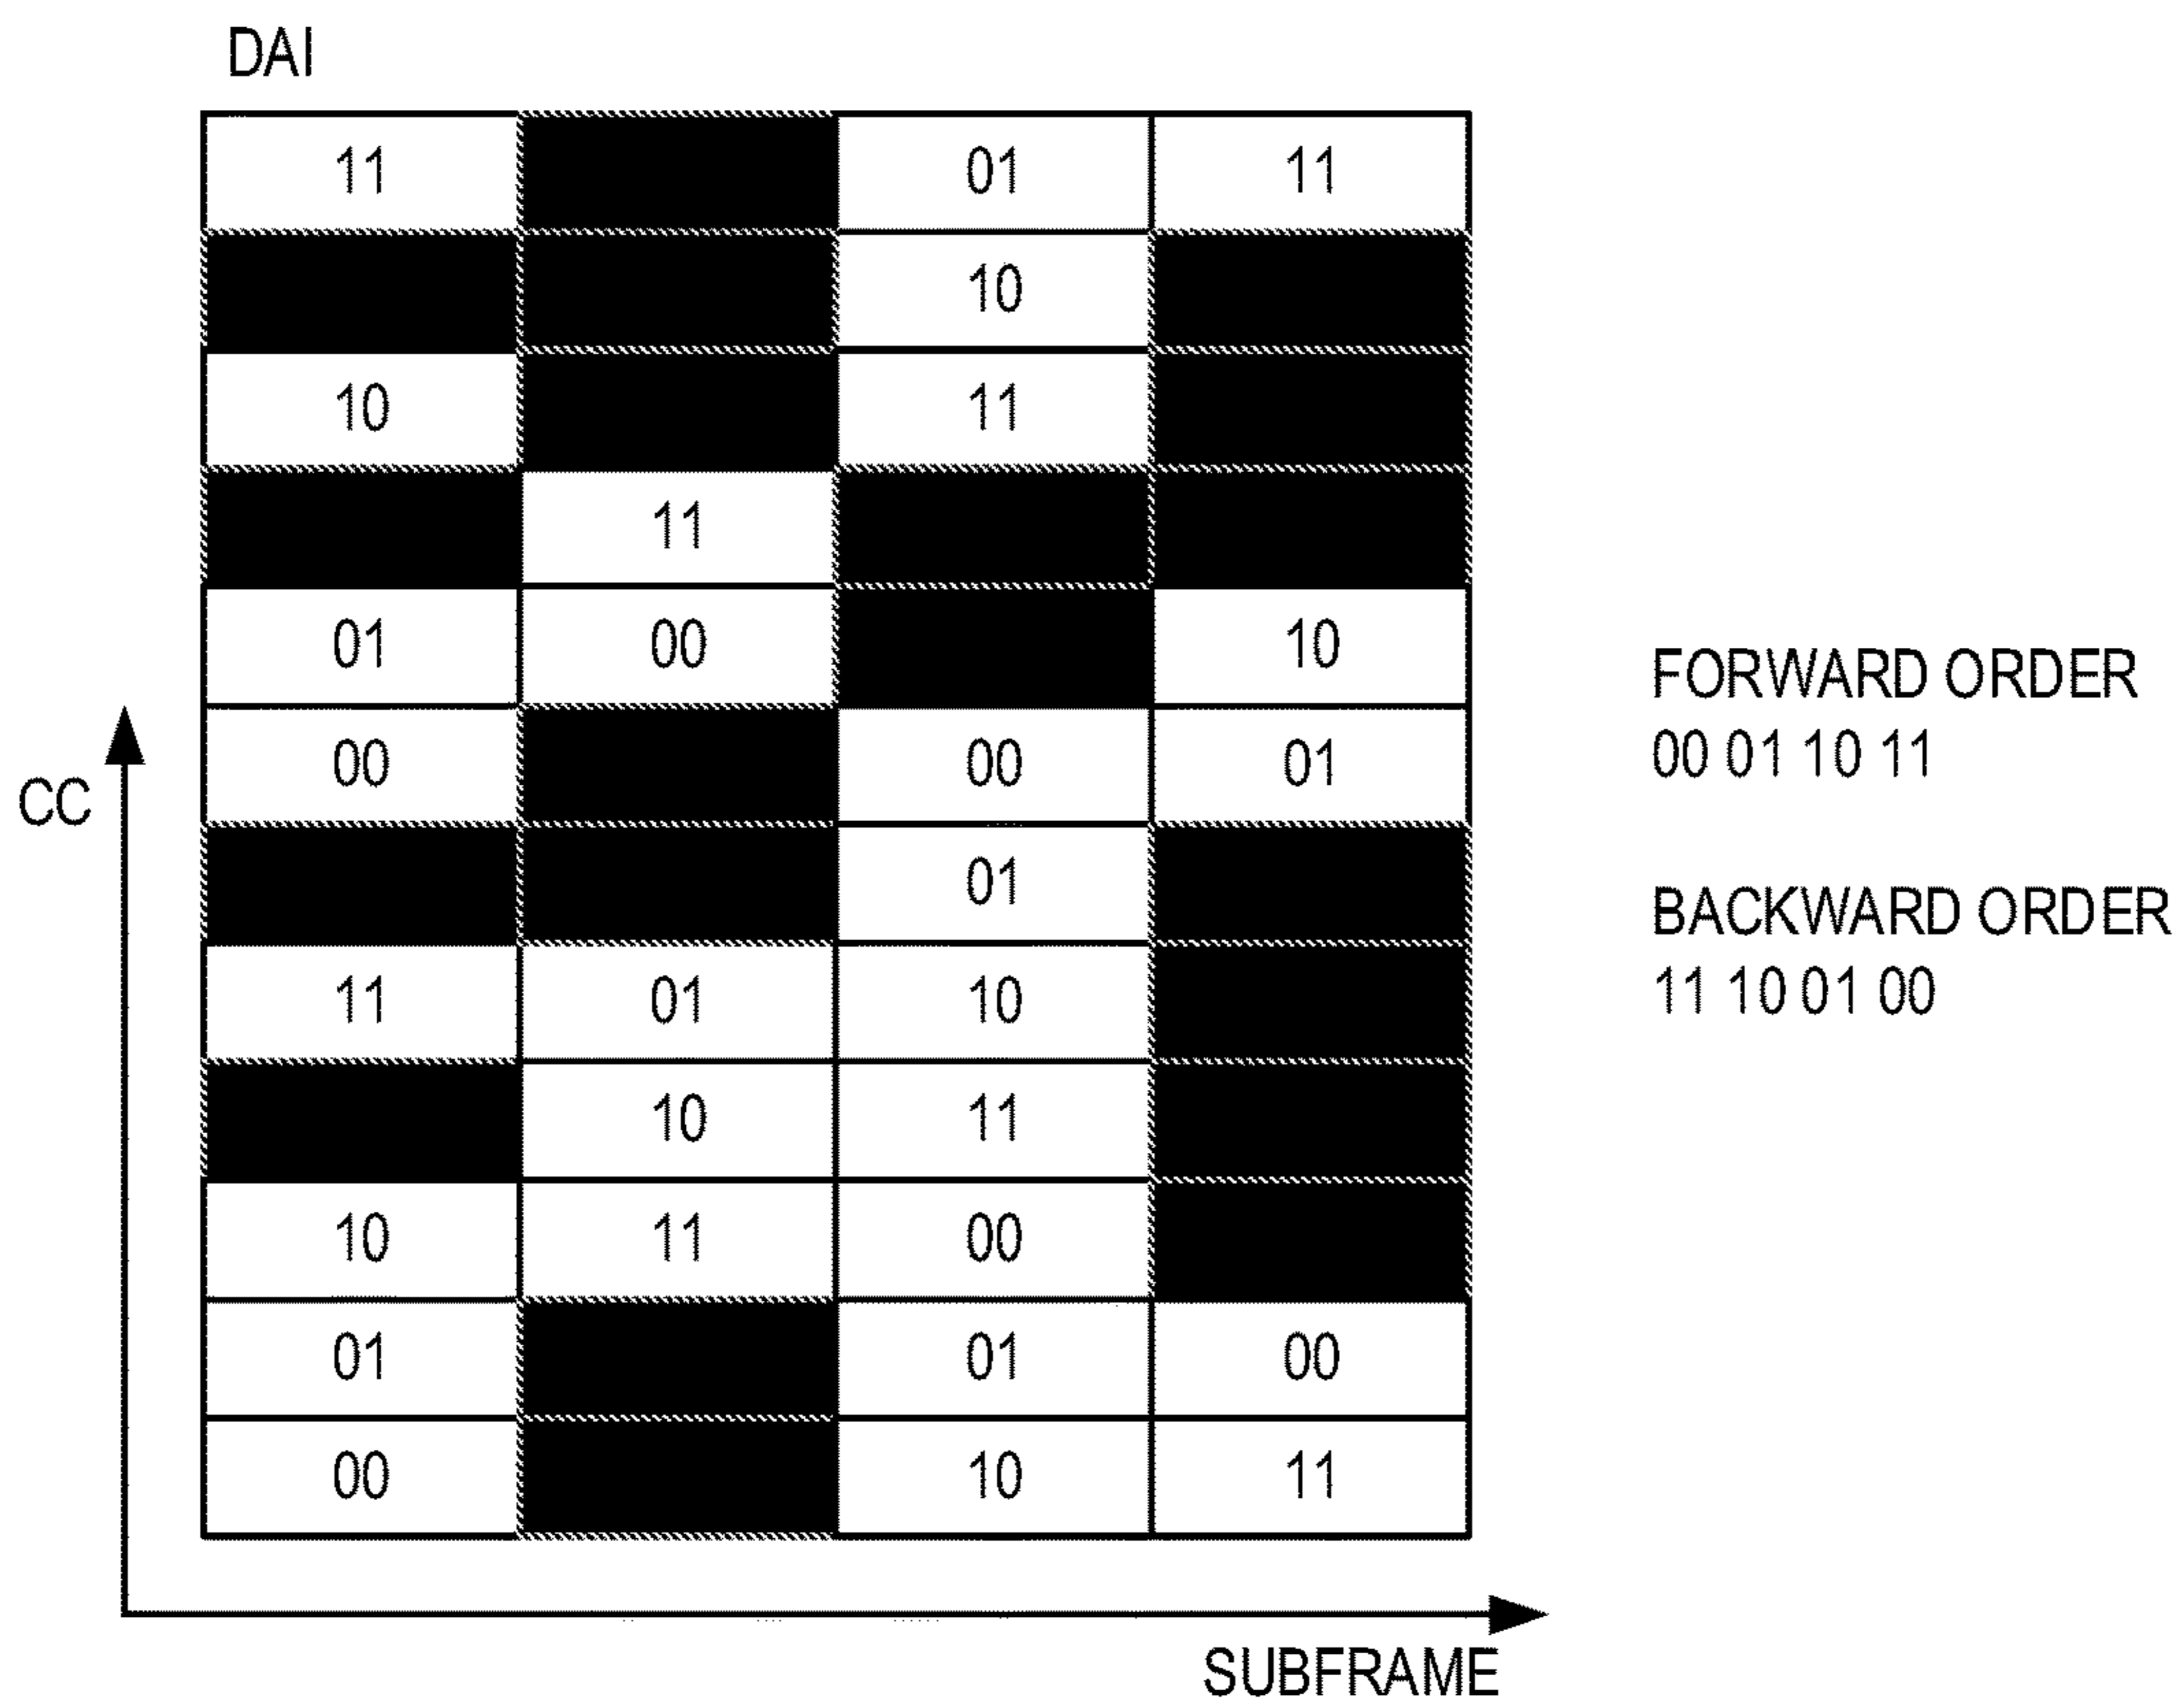 DAI
11 01 11
10
10 11
11
01 00 10
00 00 01
01
11 01 10
10 11
10 11 00
01 01 00
00 10 11
CC
SUBFRAME
FORWARD ORDER
00 01 10 11
BACKWARD ORDER
11 10 01 00